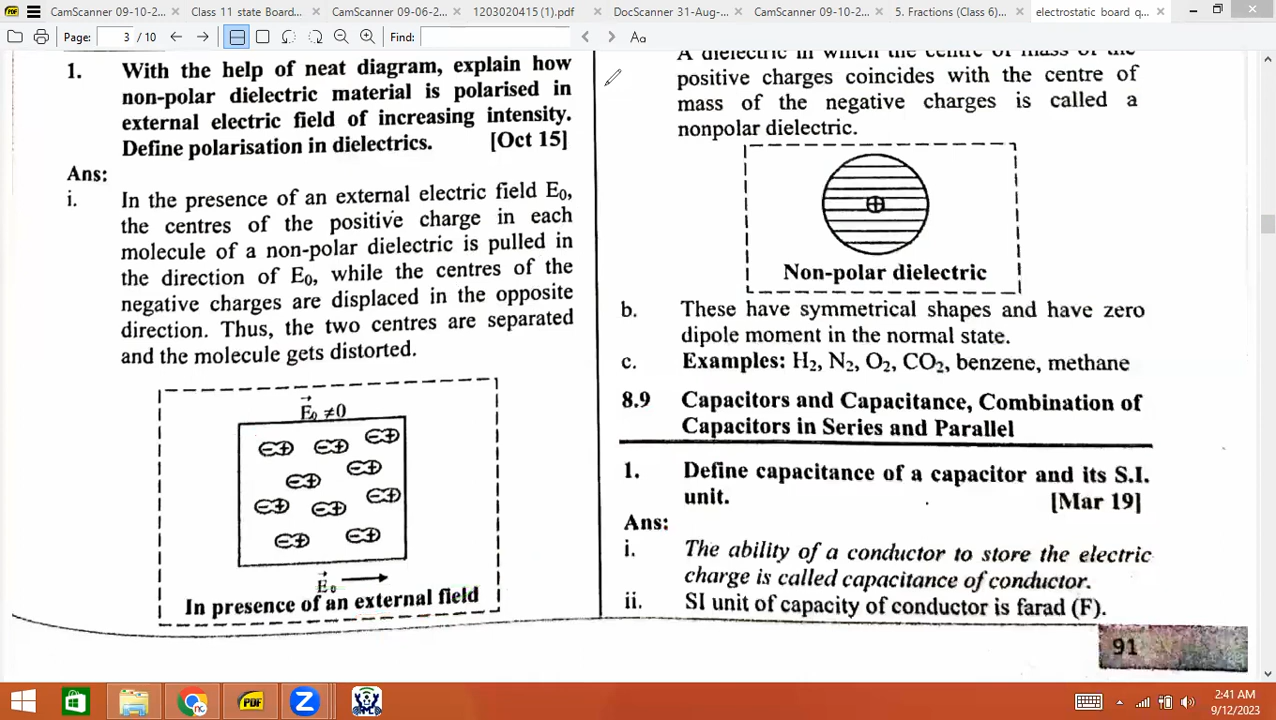 CamScanner 09-10-2...
Class 11 state Board...
CamScanner 09-06-2...
1203020415 (1).pdf
DocScanner 31-Aug-...
CamScanner 09-10-2...
5. Fractions (Class 6)...
electrostatic board q...
Page: 3 / 10
Find:
1. With the help of neat diagram, explain how
non-polar dielectric material is polarised in
external electric field of increasing intensity.
Define polarisation in dielectrics. [Oct 15]
Ans:
i. In the presence of an external electric field E₀,
the centres of the positive charge in each
molecule of a non-polar dielectric is pulled in
the direction of E₀, while the centres of the
negative charges are displaced in the opposite
direction. Thus, the two centres are separated
and the molecule gets distorted.
E₀ ≠0
E₀
In presence of an external field
A dielectric in which the centre of mass of the
positive charges coincides with the centre of
mass of the negative charges is called a
nonpolar dielectric.
Non-polar dielectric
b. These have symmetrical shapes and have zero
dipole moment in the normal state.
c. Examples: H₂, N₂, O₂, CO₂, benzene, methane
8.9 Capacitors and Capacitance, Combination of
Capacitors in Series and Parallel
1. Define capacitance of a capacitor and its S.I.
unit. [Mar 19]
Ans:
i. The ability of a conductor to store the electric
charge is called capacitance of conductor.
ii. SI unit of capacity of conductor is farad (F).
91
PDF
2:41 AM
9/12/2023